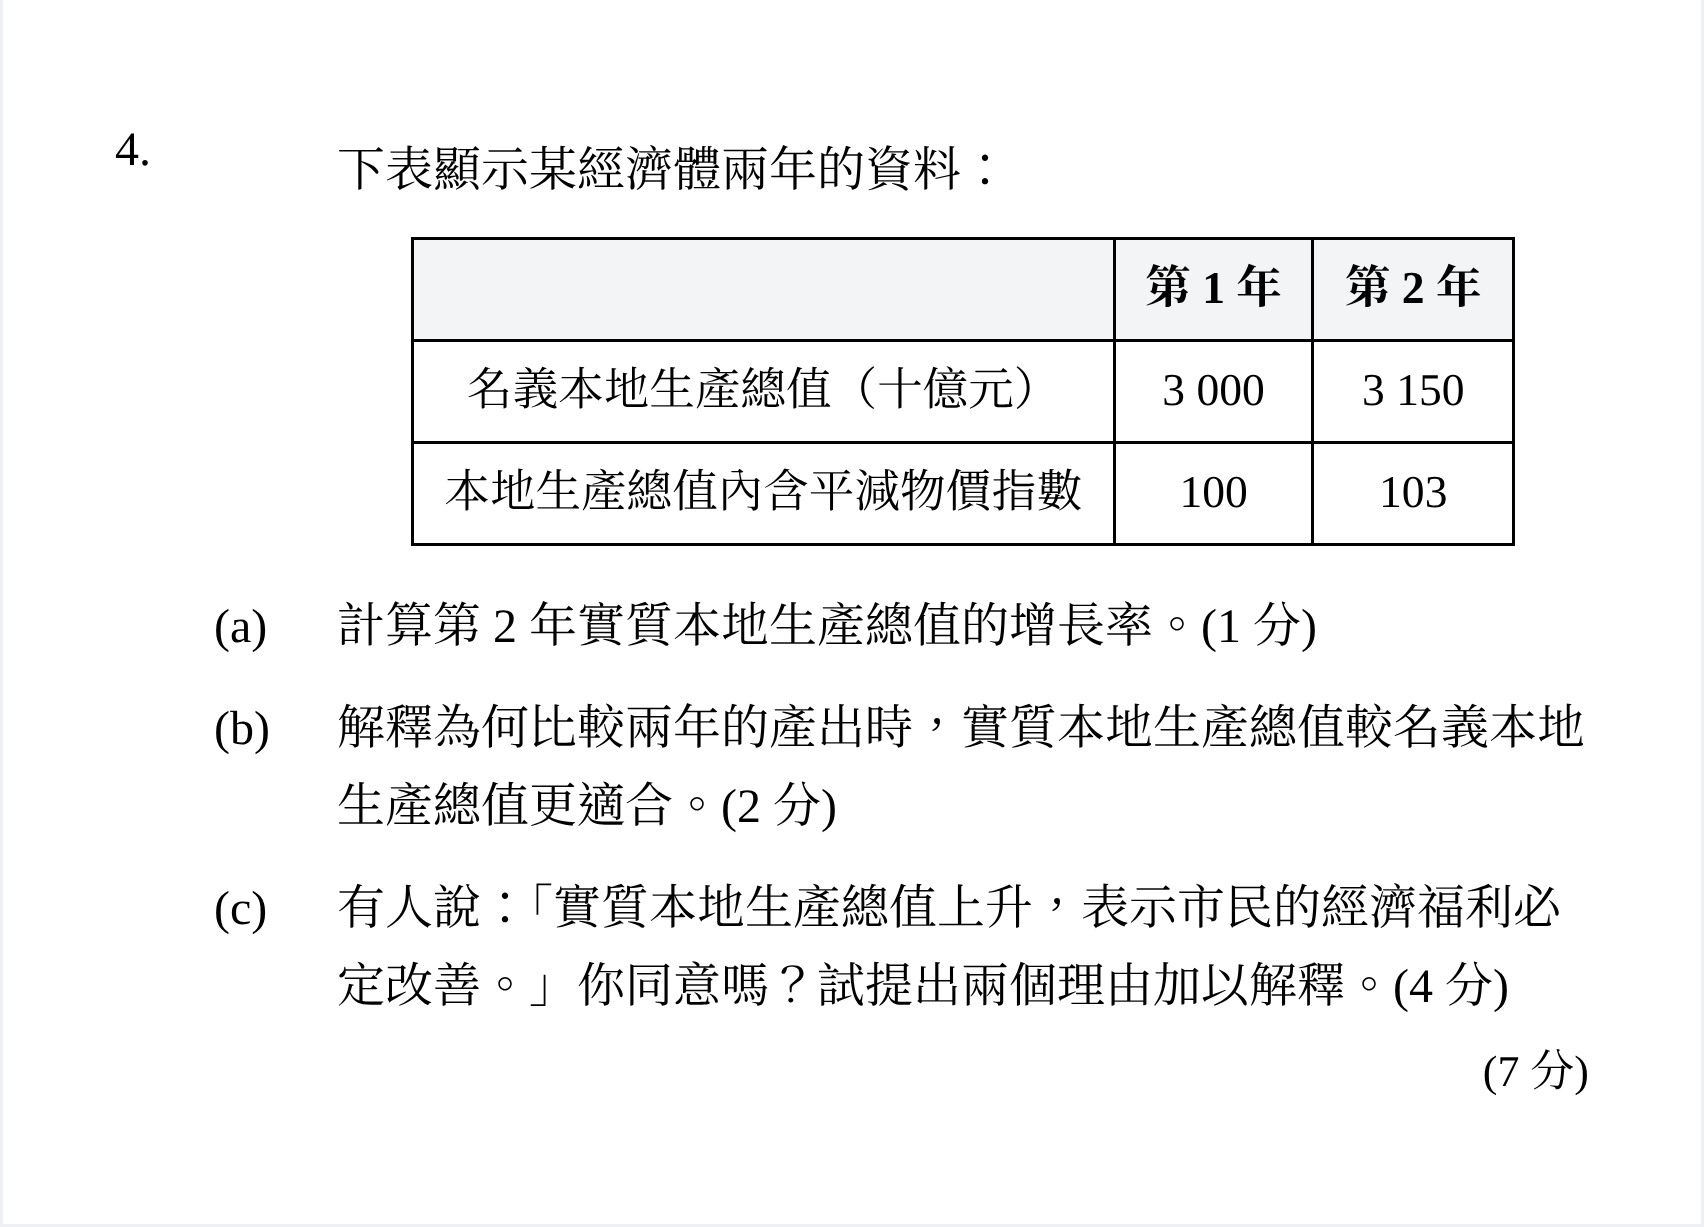 4.
下表顯示某經濟體兩年的資料：
第 1 年 第 2 年
名義本地生產總值（十億元） 3 000 3 150
本地生產總值內含平減物價指數 100 103
(a) 計算第 2 年實質本地生產總值的增長率。(1 分)
(b) 解釋為何比較兩年的產出時，實質本地生產總值較名義本地
生產總值更適合。(2 分)
(c) 有人說：「實質本地生產總值上升，表示市民的經濟福利必
定改善。」你同意嗎？試提出兩個理由加以解釋。(4 分)
(7 分)